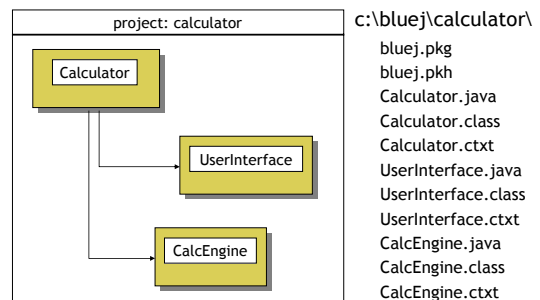 project: calculator
Calculator
UserInterface
CalcEngine
c:\bluej\calculator\
bluej.pkg
bluej.pkh
Calculator.java
Calculator.class
Calculator.ctxt
UserInterface.java
UserInterface.class
UserInterface.ctxt
CalcEngine.java
CalcEngine.class
CalcEngine.ctxt